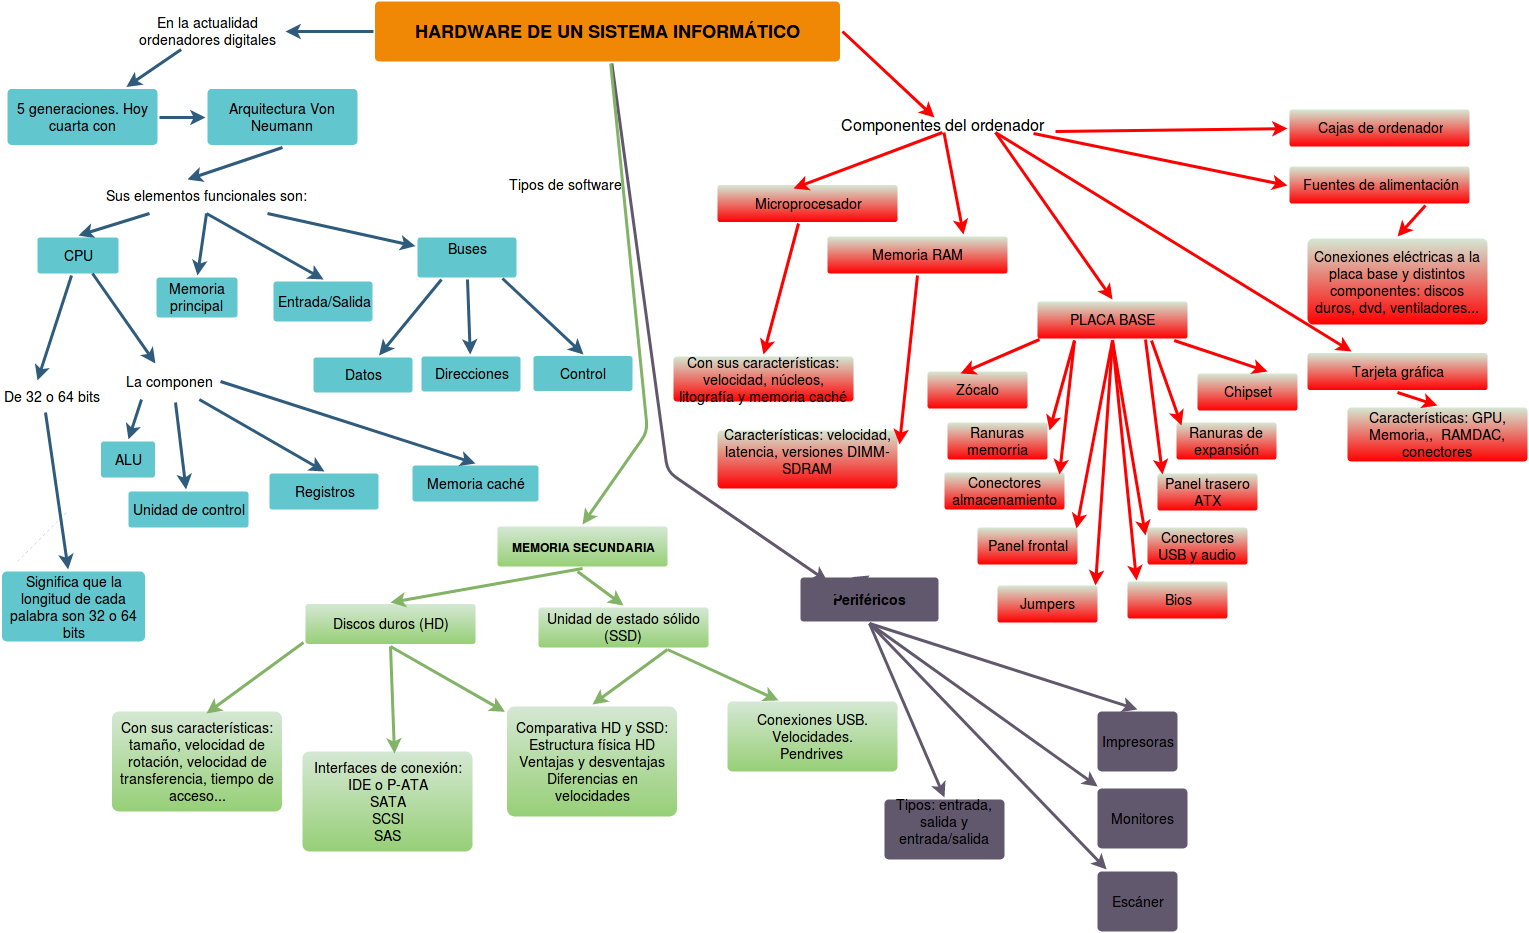 HARDWARE DE UN SISTEMA INFORMÁTICO
En la actualidad
ordenadores digitales
5 generaciones. Hoy
cuarta con
Arquitectura Von
Neumann
Sus elementos funcionales son:
CPU
Memoria
principal
Entrada/Salida
Buses
Datos
Direcciones
Control
De 32 o 64 bits
La componen
ALU
Unidad de control
Registros
Memoria caché
Significa que la
longitud de cada
palabra son 32 o 64
bits
Tipos de software
MEMORIA SECUNDARIA
Discos duros (HD)
Unidad de estado sólido
(SSD)
Con sus características:
tamaño, velocidad de
rotación, velocidad de
transferencia, tiempo de
acceso...
Interfaces de conexión:
IDE o P-ATA
SATA
SCSI
SAS
Comparativa HD y SSD:
Estructura física HD
Ventajas y desventajas
Diferencias en
velocidades
Conexiones USB.
Velocidades.
Pendrives
Periféricos
Tipos: entrada,
salida y
entrada/salida
Impresoras
Monitores
Escáner
Componentes del ordenador
Microprocesador
Con sus características:
velocidad, núcleos,
litografía y memoria caché
Memoria RAM
Características: velocidad,
latencia, versiones DIMM-
SDRAM
PLACA BASE
Zócalo
Ranuras
memorria
Conectores
almacenamiento
Panel frontal
Jumpers
Bios
Conectores
USB y audio
Panel trasero
ATX
Ranuras de
expansión
Chipset
Cajas de ordenador
Fuentes de alimentación
Conexiones eléctricas a la
placa base y distintos
componentes: discos
duros, dvd, ventiladores...
Tarjeta gráfica
Características: GPU,
Memoria,, RAMDAC,
conectores